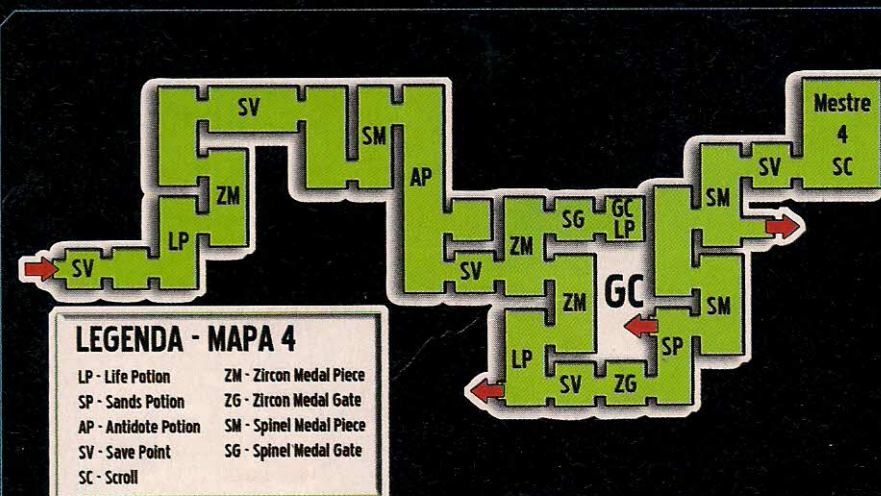 Mestre
4
SC
SV
SM
SV
SM
AP
ZM
SG
GC
LP
LP
SV
SV
ZM
ZM
GC
SM
SP
LP
SV
ZG
LEGENDA - MAPA 4
LP - Life Potion
SP - Sands Potion
AP - Antidote Potion
SV - Save Point
SC - Scroll
ZM - Zircon Medal Piece
ZG - Zircon Medal Gate
SM - Spinel Medal Piece
SG - Spinel Medal Gate